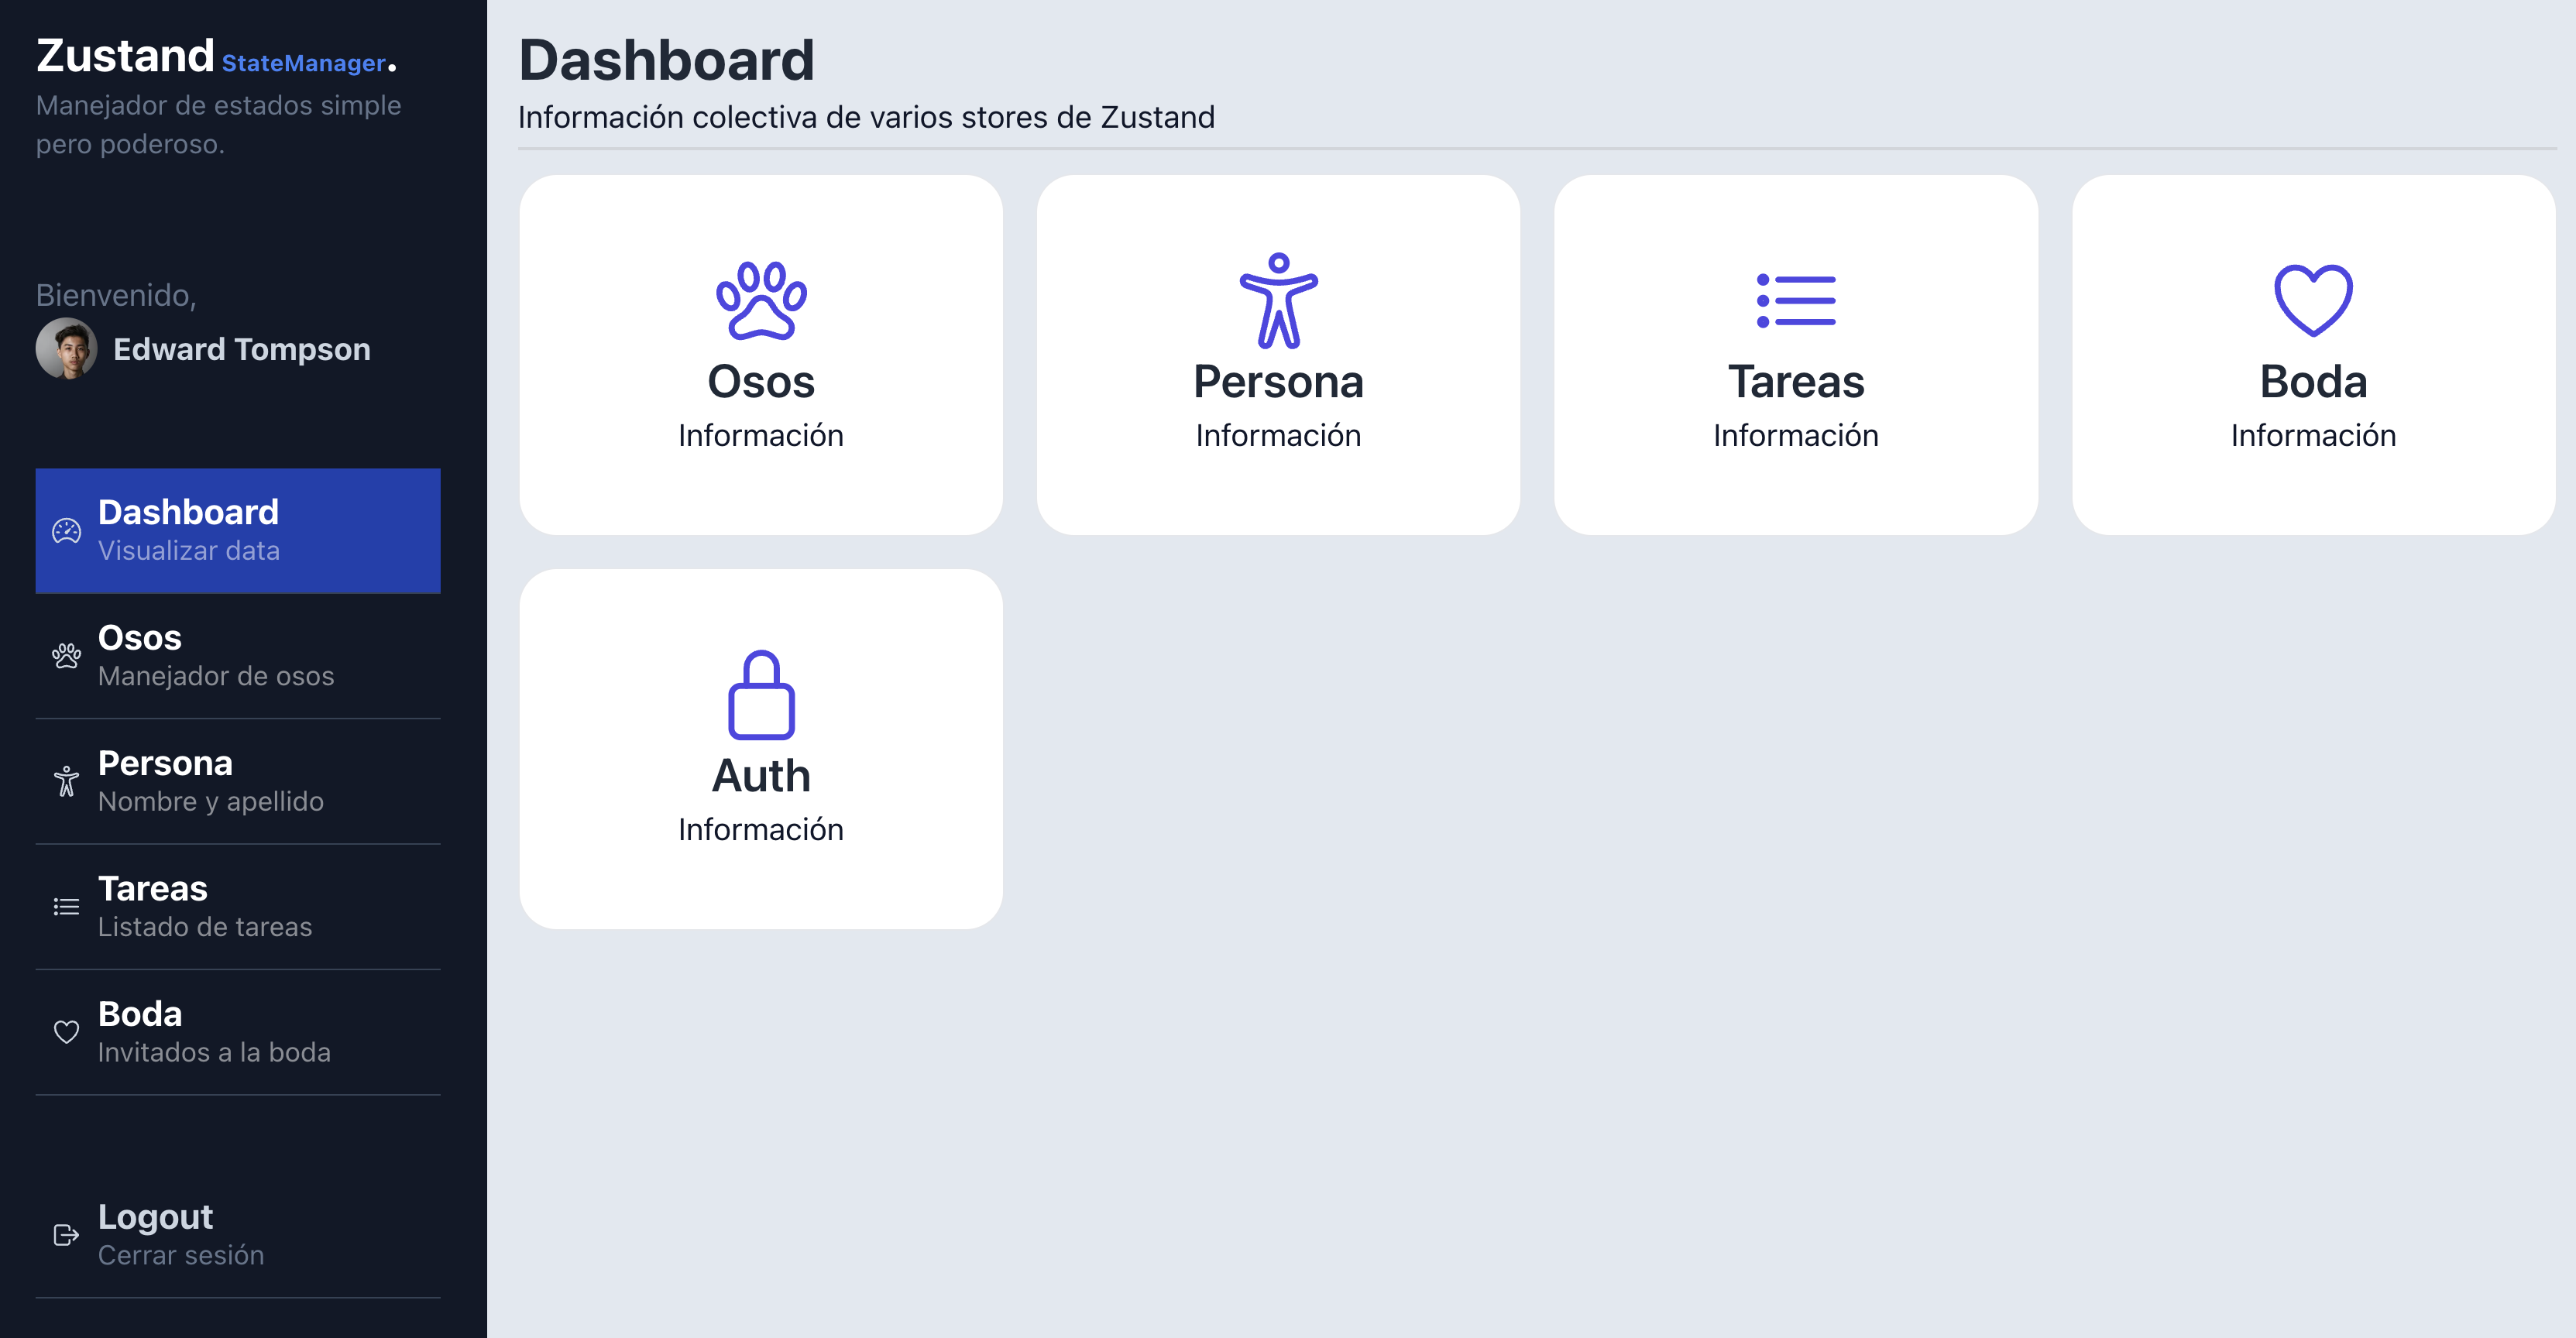 Zustand StateManager.
Manejador de estados simple
pero poderoso.
Bienvenido,
Edward Tompson
Dashboard
Visualizar data
Osos
Manejador de osos
Persona
Nombre y apellido
Tareas
Listado de tareas
Boda
Invitados a la boda
Logout
Cerrar sesión
Dashboard
Información colectiva de varios stores de Zustand
Osos
Información
Persona
Información
Tareas
Información
Boda
Información
Auth
Información